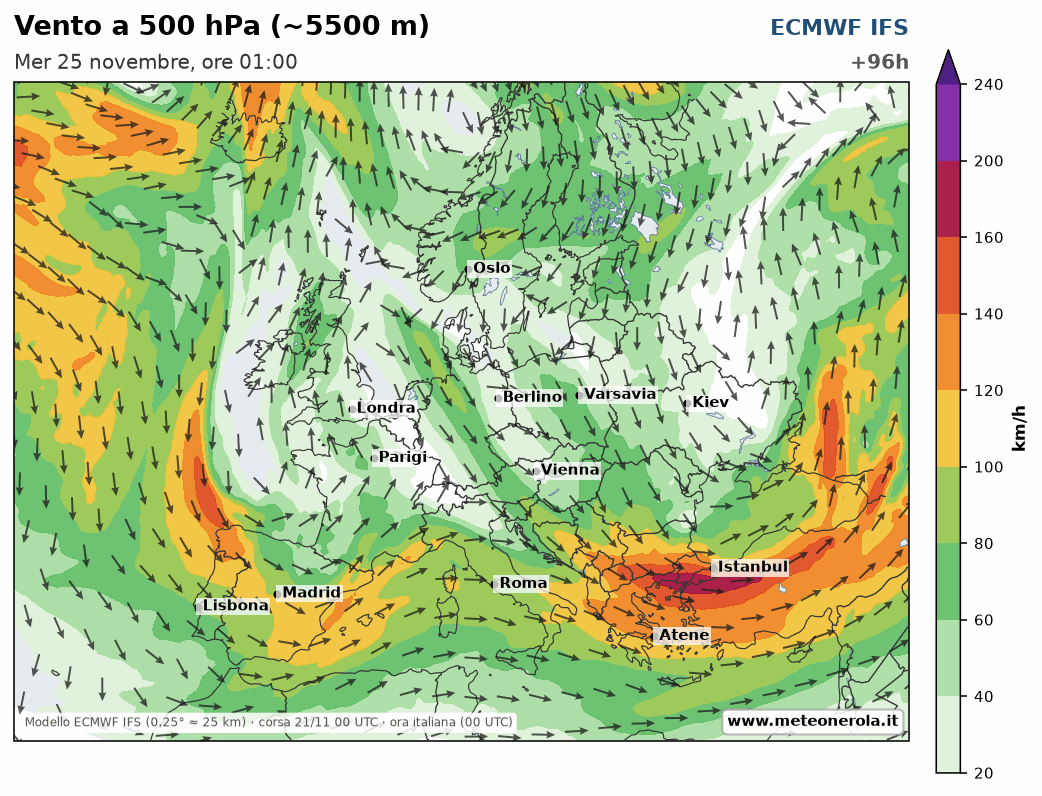 Vento a 500 hPa (~5500 m)
ECMWF IFS
Mer 25 novembre, ore 01:00
+96h
240
200
160
140
120
100
80
60
40
20
km/h
Oslo
Londra
Berlino
Varsavia
Kiev
Parigi
Vienna
Istanbul
Roma
Madrid
Lisbona
Atene
Modello ECMWF IFS (0,25° ≈ 25 km) · corsa 21/11 00 UTC · ora italiana (00 UTC)
www.meteonerola.it